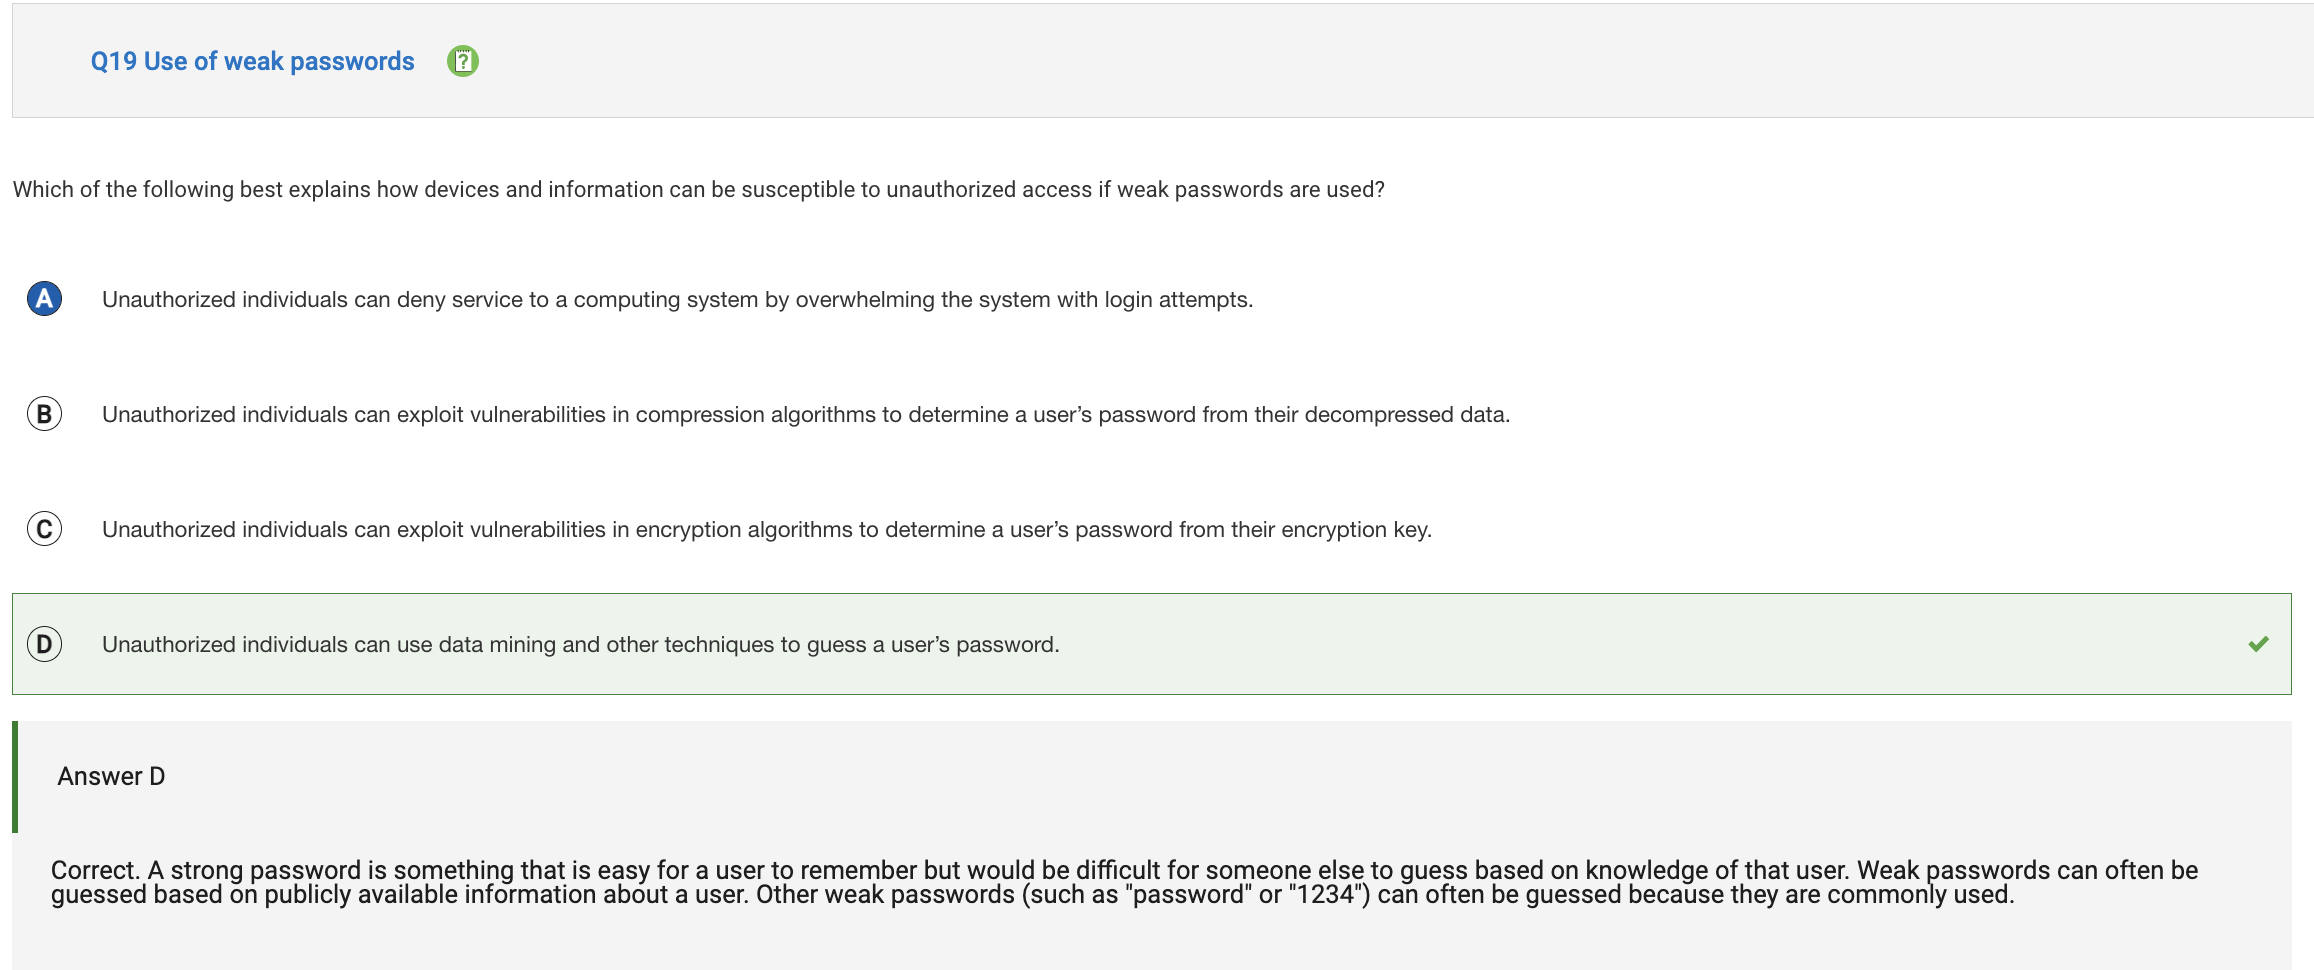 Q19 Use of weak passwords
Which of the following best explains how devices and information can be susceptible to unauthorized access if weak passwords are used?
A Unauthorized individuals can deny service to a computing system by overwhelming the system with login attempts.
B Unauthorized individuals can exploit vulnerabilities in compression algorithms to determine a user’s password from their decompressed data.
C Unauthorized individuals can exploit vulnerabilities in encryption algorithms to determine a user’s password from their encryption key.
D Unauthorized individuals can use data mining and other techniques to guess a user’s password.
Answer D
Correct. A strong password is something that is easy for a user to remember but would be difficult for someone else to guess based on knowledge of that user. Weak passwords can often be
guessed based on publicly available information about a user. Other weak passwords (such as "password" or "1234") can often be guessed because they are commonly used.